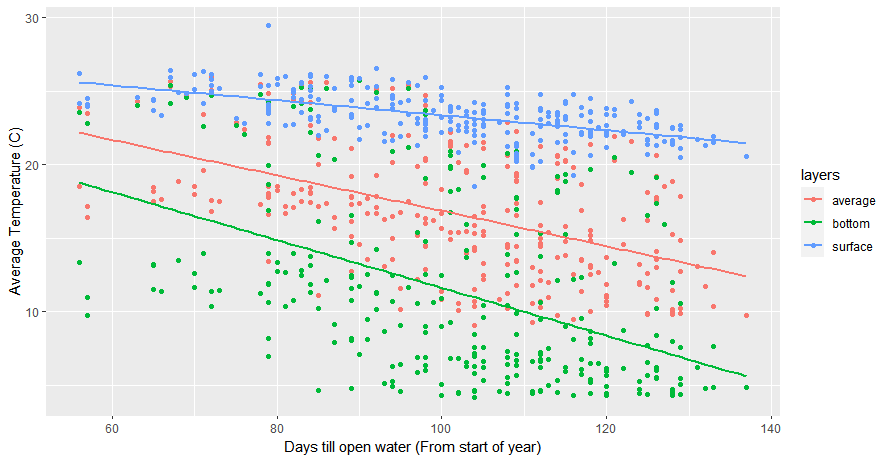 30
20
10
Average Temperature (C)
60
80
100
120
140
Days till open water (From start of year)
layers
average
bottom
surface